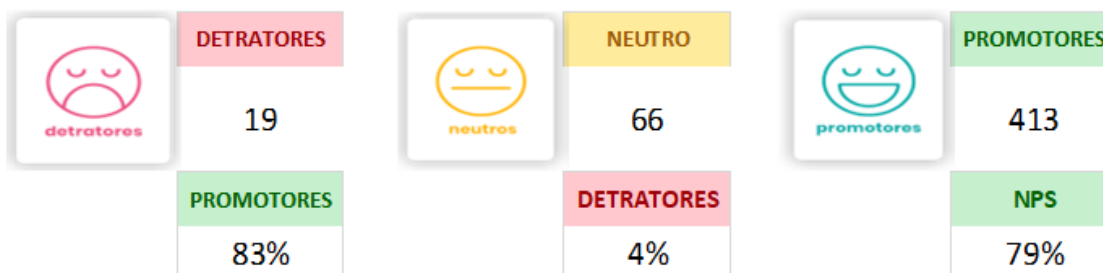 DETRATORES
NEUTRO
PROMOTORES
detratores
19
neutros
66
promotores
413
PROMOTORES
DETRATORES
NPS
83%
4%
79%